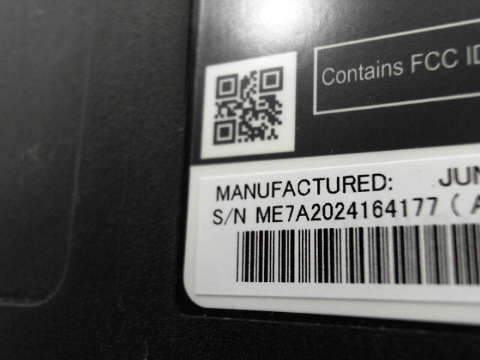 Contains FCC ID
MANUFACTURED: JUN
S/N ME7A2024164177 ( A